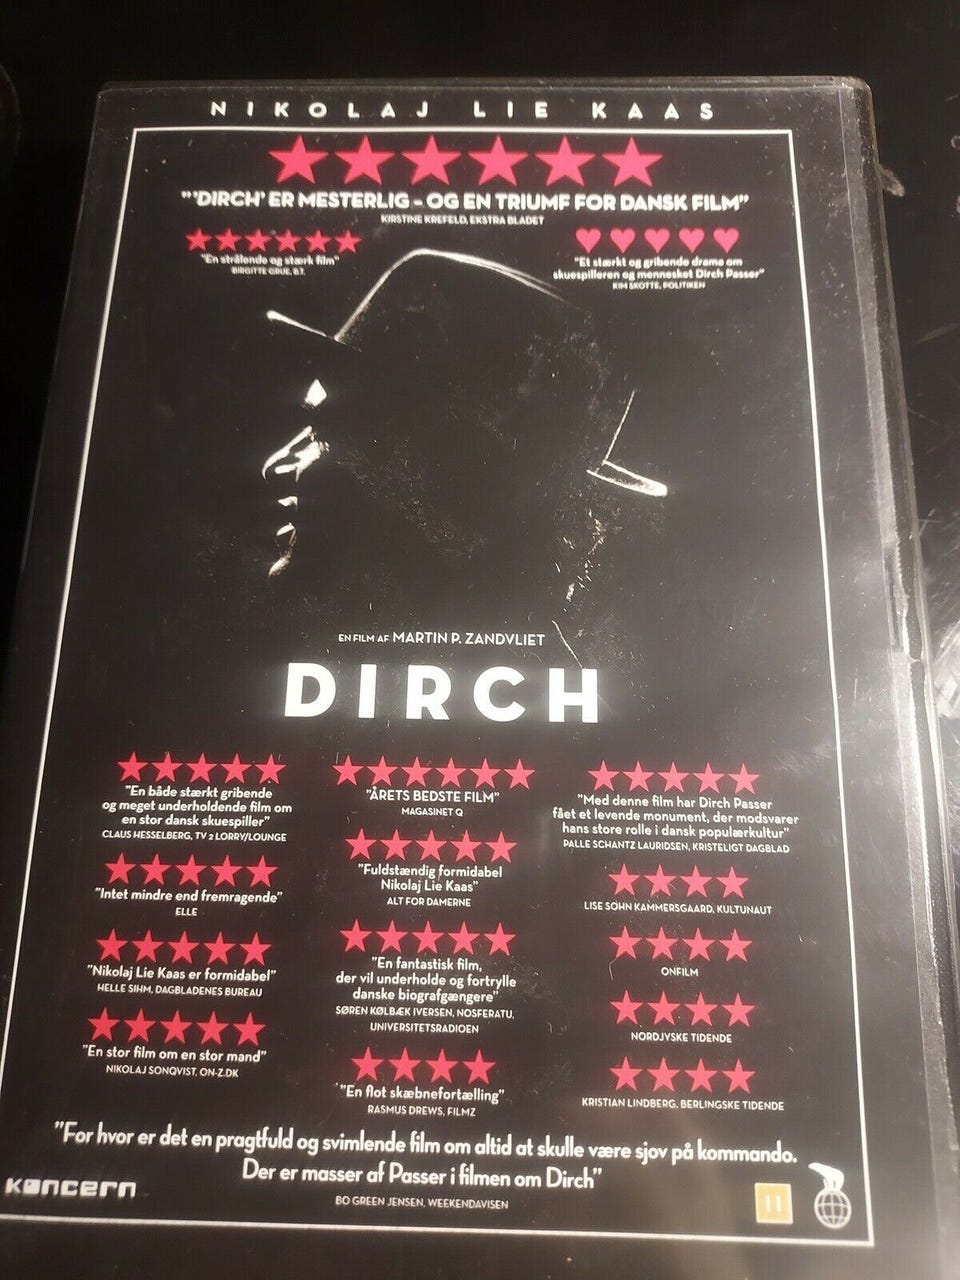 NIKOLAJ LIE KAAS
"'DIRCH' ER MESTERLIG - OG EN TRIUMF FOR DANSK FILM"
KIRSTINE KREFELD, EKSTRA BLADET
"En strålende og stærk film"
BIRGITTE GRUE, B.T.
"Et stærkt og gribende drama om
skuespilleren og mennesket Dirch Passer"
KIM SKOTTE, POLITIKEN
EN FILM AF MARTIN P. ZANDVLIET
DIRCH
"En både stærkt gribende
og meget underholdende film om
en stor dansk skuespiller"
CLAUS HESSELBERG, TV 2 LORRY/LOUNGE
"Intet mindre end fremragende"
ELLE
"Nikolaj Lie Kaas er formidabel"
HELLE SIHM, DAGBLADENES BUREAU
"En stor film om en stor mand"
NIKOLAJ SONQVIST, ON-Z.DK
"ÅRETS BEDSTE FILM"
MAGASINET Q
"Fuldstændig formidabel
Nikolaj Lie Kaas"
ALT FOR DAMERNE
"En fantastisk film,
der vil underholde og fortrylle
danske biografgængere"
SØREN KØLBÆK IVERSEN, NOSFERATU,
UNIVERSITETSRADIOEN
"En flot skæbnefortælling"
RASMUS DREWS, FILMZ
"Med denne film har Dirch Passer
fået et levende monument, der modsvarer
hans store rolle i dansk populærkultur"
PALLE SCHANTZ LAURIDSEN, KRISTELIGT DAGBLAD
LISE SOHN KAMMERSGAARD, KULTUNAUT
ONFILM
NORDJYSKE TIDENDE
KRISTIAN LINDBERG, BERLINGSKE TIDENDE
"For hvor er det en pragtfuld og svimlende film om altid at skulle være sjov på kommando.
Der er masser af Passer i filmen om Dirch"
BO GREEN JENSEN, WEEKENDAVISEN
KONCERN
11